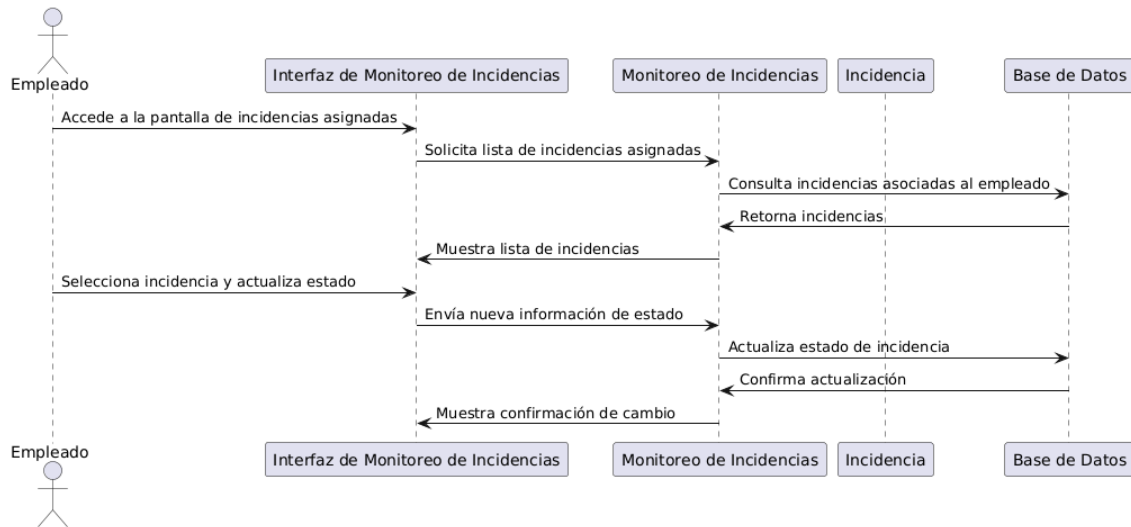 Empleado
Interfaz de Monitoreo de Incidencias
Monitoreo de Incidencias
Incidencia
Base de Datos
Accede a la pantalla de incidencias asignadas
Solicita lista de incidencias asignadas
Consulta incidencias asociadas al empleado
Retorna incidencias
Muestra lista de incidencias
Selecciona incidencia y actualiza estado
Envía nueva información de estado
Actualiza estado de incidencia
Confirma actualización
Muestra confirmación de cambio
Empleado
Interfaz de Monitoreo de Incidencias
Monitoreo de Incidencias
Incidencia
Base de Datos